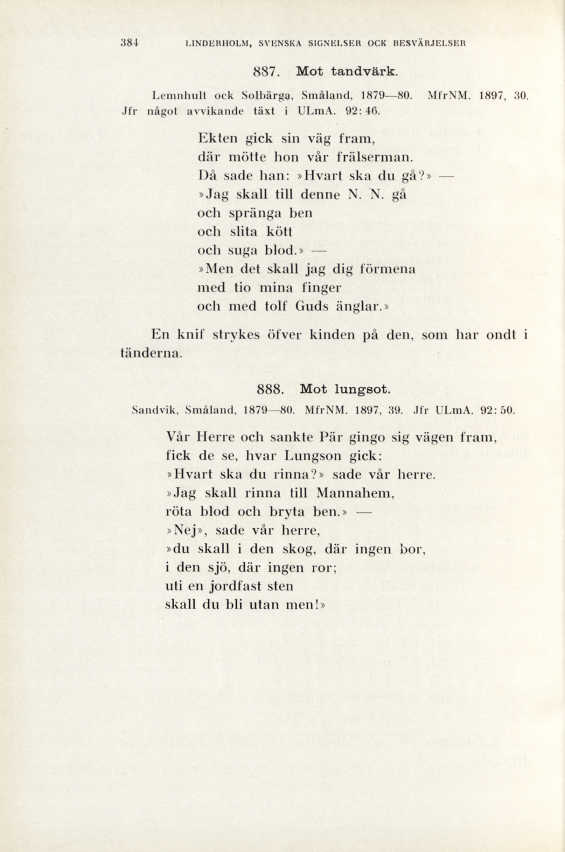 384 LINDERHOLM, SVENSKA SIGNELSER OCK BESVÄRJELSER
887. Mot tandvärk.
Lemnhult ock Solbärga, Småland, 1879—80. MfrNM. 1897, 30.
Jfr något avvikande täxt i ULmA. 92: 46.
Ekten gick sin väg fram,
där mötte hon vår frälserman.
Då sade han: »Hvart ska du gå?» —
»Jag skall till denne N. N. gå
och spränga ben
och slita kött
och suga blod.» —
»Men det skall jag dig förmena
med tio mina finger
och med tolf Guds änglar.»
En knif strykes öfver kinden på den, som har ondt i
tänderna.
888. Mot lungsot.
Sandvik, Småland, 1879—80. MfrNM. 1897, 39. Jfr ULmA. 92: 50.
Vår Herre och sankte Pär gingo sig vägen fram,
fick de se, hvar Lungson gick:
»Hvart ska du rinna?» sade vår herre.
»Jag skall rinna till Mannahem,
röta blod och bryta ben.» —
»Nej», sade vår herre,
»du skall i den skog, där ingen bor,
i den sjö, där ingen ror;
uti en jordfast sten
skall du bli utan men!»